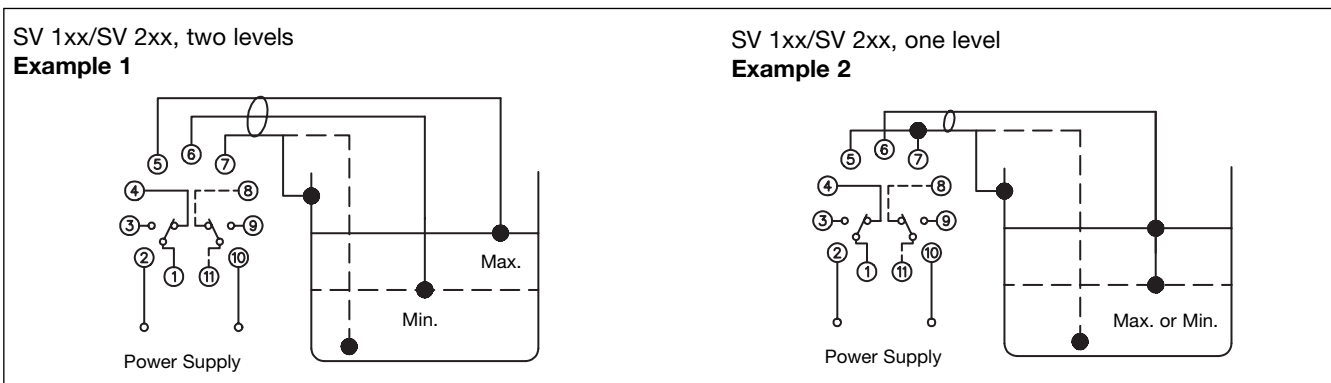 SV 1xx/SV 2xx, two levels
Example 1
5
6
7
4
8
3
9
2
10
1
11
Max.
Min.
Power Supply
SV 1xx/SV 2xx, one level
Example 2
5
6
7
4
8
3
9
2
10
1
11
Max. or Min.
Power Supply